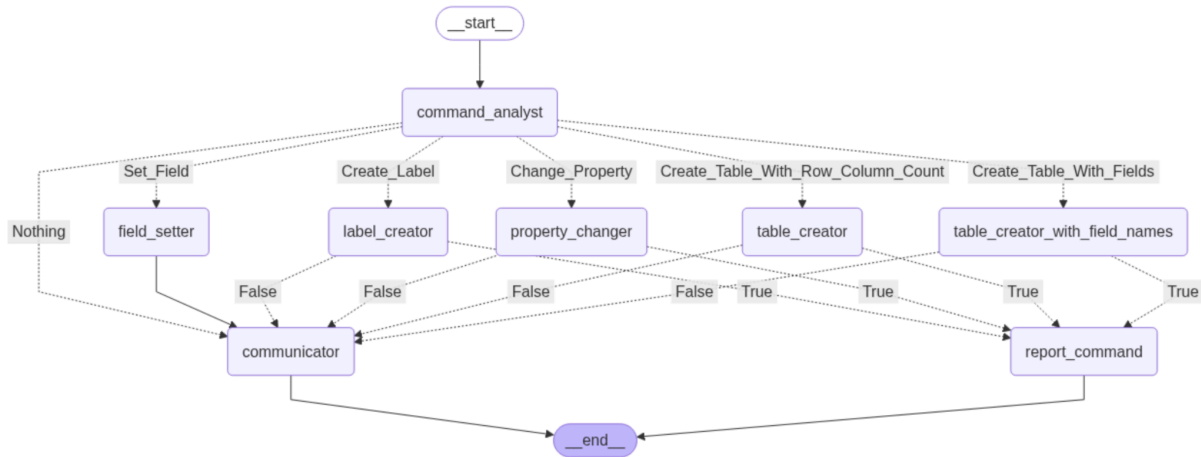 __start__
command_analyst
Set_Field
Create_Label
Change_Property
Create_Table_With_Row_Column_Count
Create_Table_With_Fields
Nothing
field_setter
label_creator
property_changer
table_creator
table_creator_with_field_names
False
False
False
False
True
True
True
True
communicator
report_command
__end__